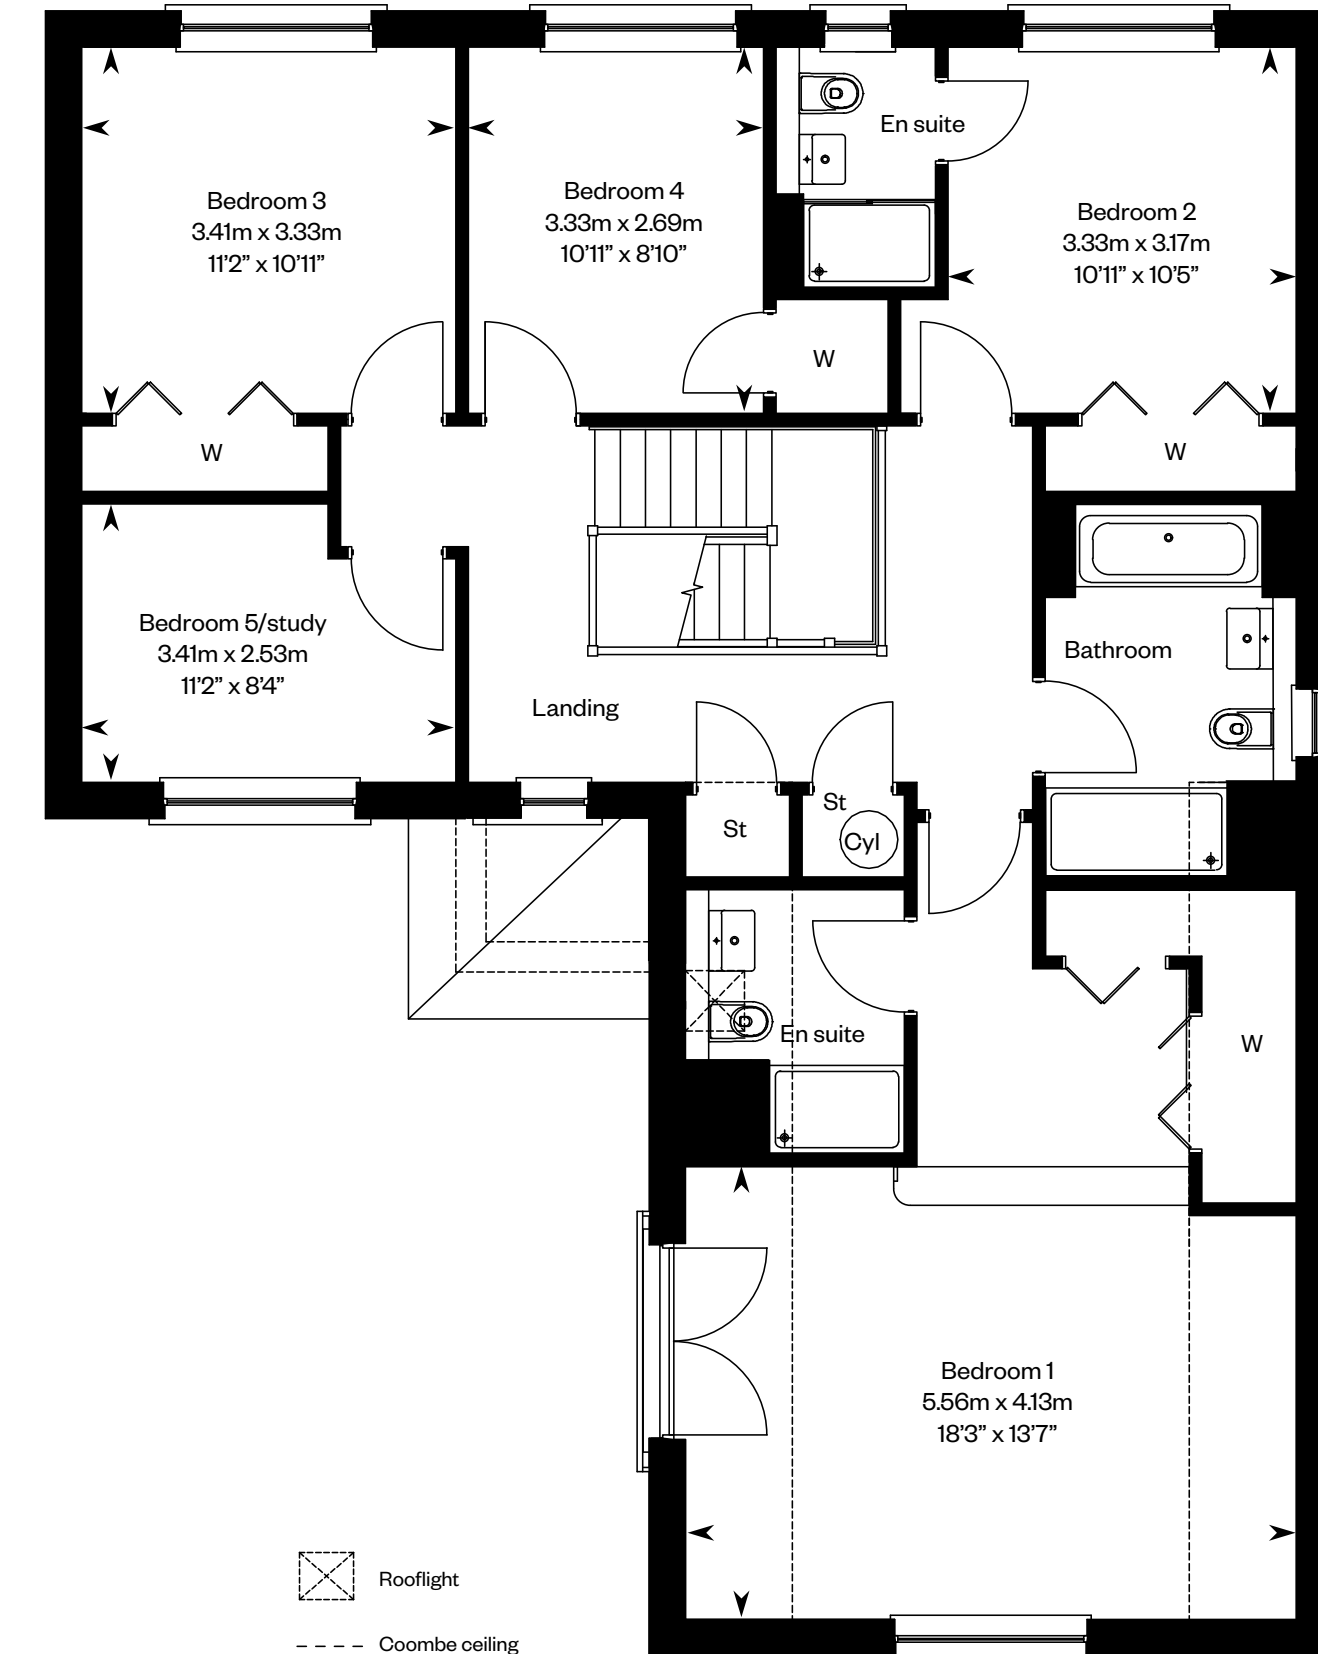 En suite
Bedroom 3
3.41m x 3.33m
11’2” x 10’11”
Bedroom 4
3.33m x 2.69m
10’11” x 8’10”
Bedroom 2
3.33m x 3.17m
10’11” x 10’5”
W
W
W
Bedroom 5/study
3.41m x 2.53m
11’2” x 8’4”
Bathroom
Landing
St
St
Cyl
En suite
W
Bedroom 1
5.56m x 4.13m
18’3” x 13’7”
Rooflight
Coombe ceiling